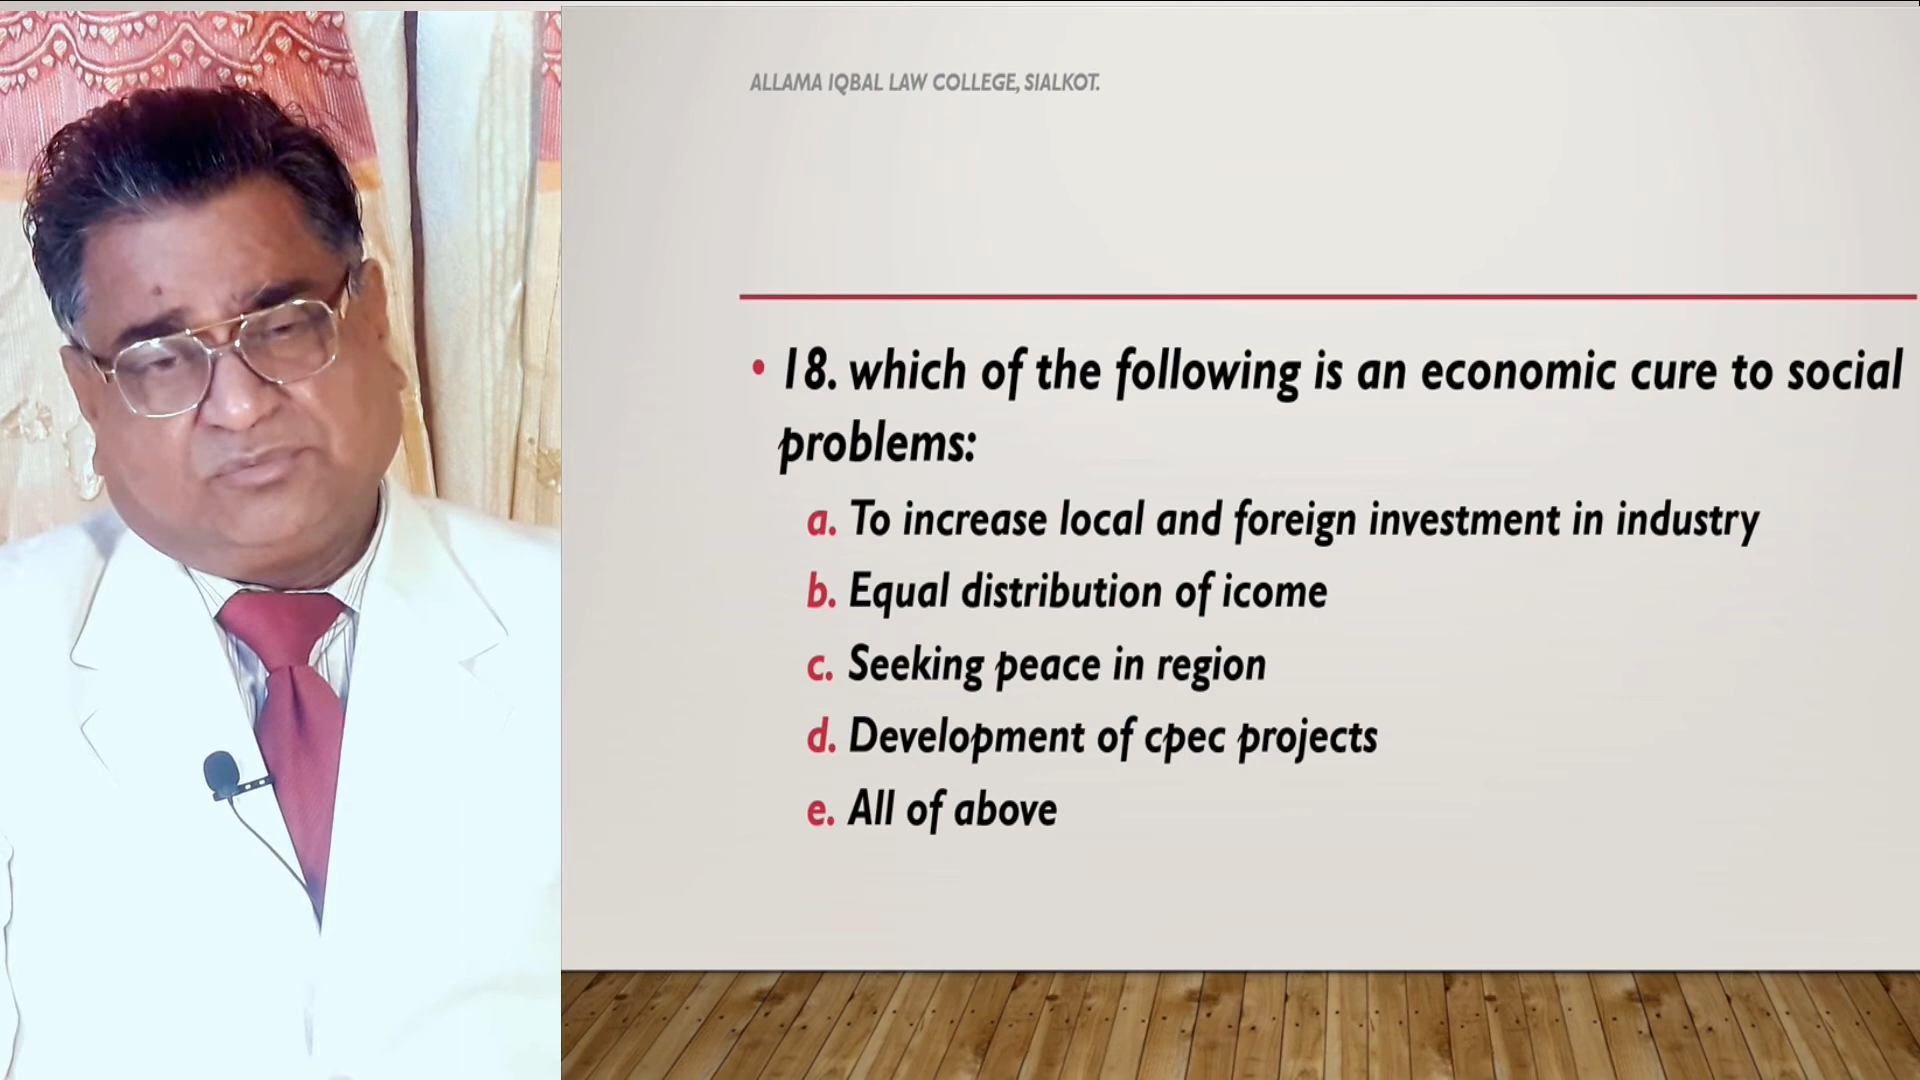 ALLAMA IQBAL LAW COLLEGE, SIALKOT.
• 18. which of the following is an economic cure to social
problems:
a. To increase local and foreign investment in industry
b. Equal distribution of icome
c. Seeking peace in region
d. Development of cpec projects
e. All of above